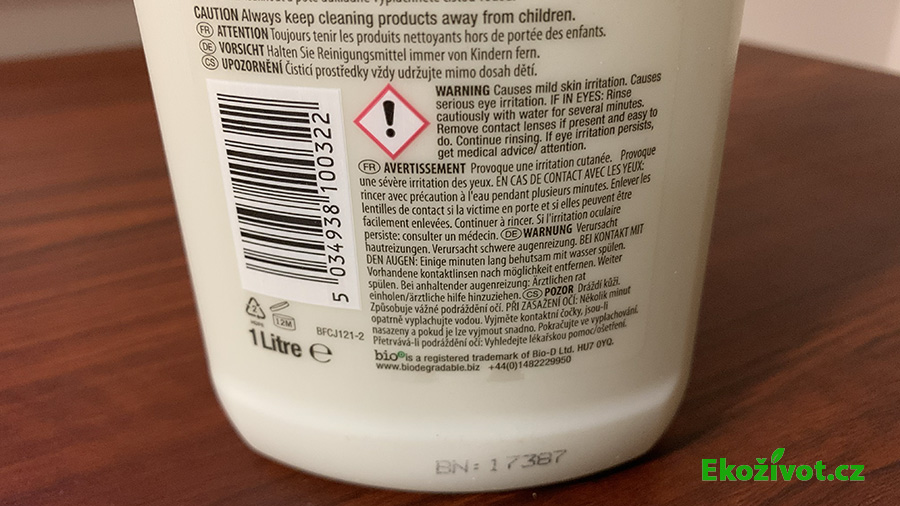 CAUTION Always keep cleaning products away from children.
FR ATTENTION Toujours tenir les produits nettoyants hors de portée des enfants.
DE VORSICHT Halten Sie Reinigungsmittel immer von Kindern fern.
CS UPOZORNĚNÍ Čisticí prostředky vždy udržujte mimo dosah dětí.
WARNING Causes mild skin irritation. Causes
serious eye irritation. IF IN EYES: Rinse
cautiously with water for several minutes.
Remove contact lenses if present and easy to
do. Continue rinsing. If eye irritation persists,
get medical advice/ attention.
FR AVERTISSEMENT Provoque une irritation cutanée. Provoque
une sévère irritation des yeux. EN CAS DE CONTACT AVEC LES YEUX:
rincer avec précaution à l'eau pendant plusieurs minutes. Enlever les
lentilles de contact si la victime en porte et si elles peuvent être
facilement enlevées. Continuer à rincer. Si l'irritation oculaire
persiste: consulter un médecin. DE WARNUNG Verursacht
hautreizungen. Verursacht schwere augenreizung. BEI KONTAKT MIT
DEN AUGEN: Einige minuten lang behutsam mit wasser spülen.
Vorhandene kontaktlinsen nach möglichkeit entfernen. Weiter
spülen. Bei anhaltender augenreizung: Ärztlichen rat
einholen/ärztliche hilfe hinzuziehen. CS POZOR Dráždí kůži.
Způsobuje vážné podráždění očí. PŘI ZASAŽENÍ OČÍ: Několik minut
opatrně vyplachujte vodou. Vyjměte kontaktní čočky, jsou-li
nasazeny a pokud je lze vyjmout snadno. Pokračujte ve vyplachování.
Přetrvává-li podráždění očí: Vyhledejte lékařskou pomoc/ošetření.
bio D is a registered trademark of Bio-D Ltd. HU7 0YQ.
www.biodegradable.biz +44(0)1482229950
5 034938 100322
2
HDPE
12M
BFCJ121-2
1 Litre ℮
BN: 17387
Ekoživot.cz